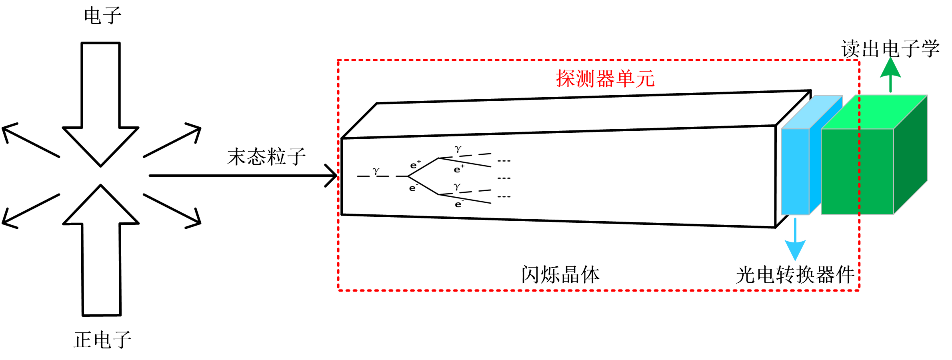 电子
读出电子学
探测器单元
末态粒子
γ
e⁺
e⁻
γ
e⁺
γ
e⁻
...
...
...
闪烁晶体
光电转换器件
正电子